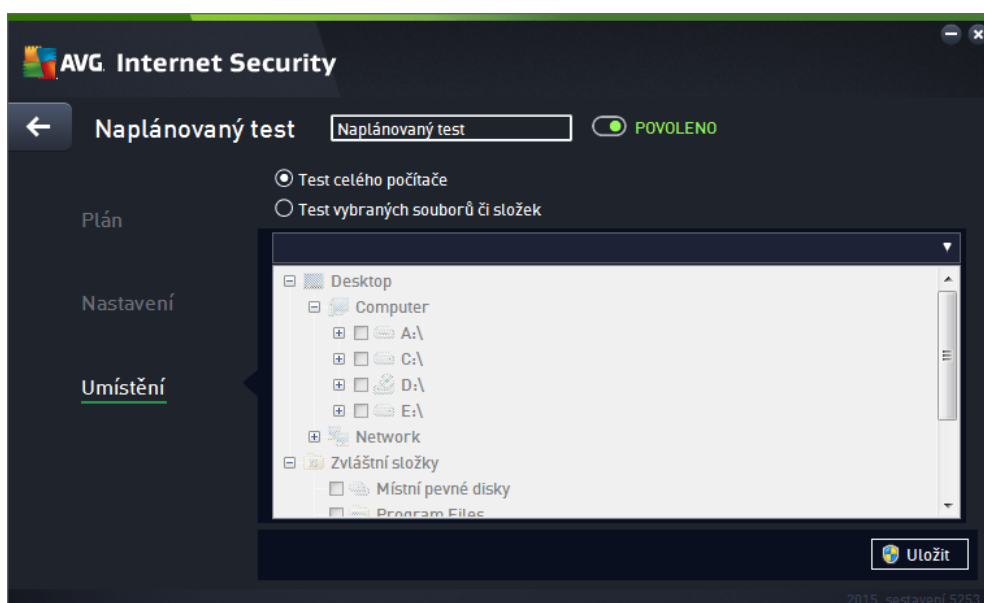 AVG. Internet Security
Naplánovaný test
Naplánovaný test
POVOLENO
Test celého počítače
Test vybraných souborů či složek
Plán
Nastavení
Umístění
Desktop
Computer
A:\
C:\
D:\
E:\
Network
Zvláštní složky
Místní pevné disky
Program Files
Uložit
2015, sestavení 5253